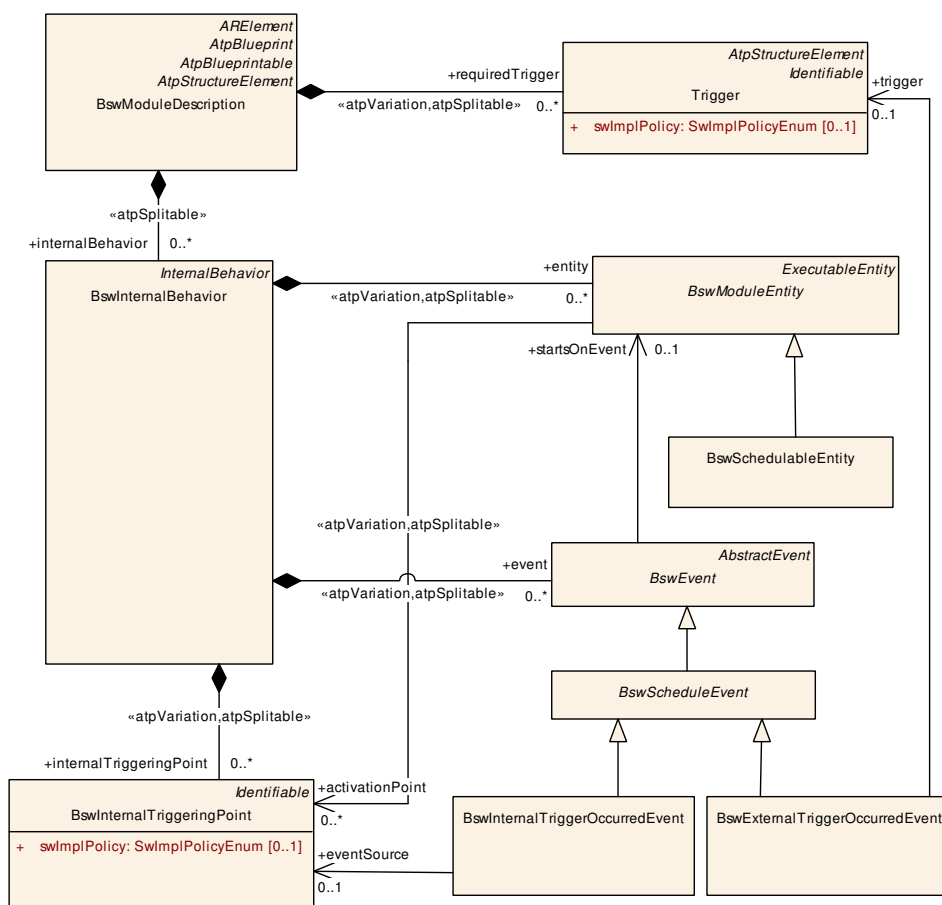 ARElement
AtpBlueprint
AtpBlueprintable
AtpStructureElement
BswModuleDescription
+requiredTrigger
«atpVariation,atpSplitable»
0..*
AtpStructureElement
Identifiable
Trigger
+ swImplPolicy: SwImplPolicyEnum [0..1]
+trigger
0..1
«atpSplitable»
+internalBehavior
0..*
InternalBehavior
BswInternalBehavior
+entity
«atpVariation,atpSplitable»
0..*
ExecutableEntity
BswModuleEntity
+startsOnEvent
0..1
BswSchedulableEntity
«atpVariation,atpSplitable»
+event
«atpVariation,atpSplitable»
0..*
AbstractEvent
BswEvent
BswScheduleEvent
«atpVariation,atpSplitable»
+internalTriggeringPoint
0..*
Identifiable
BswInternalTriggeringPoint
+ swImplPolicy: SwImplPolicyEnum [0..1]
+activationPoint
0..*
+eventSource
0..1
BswInternalTriggerOccurredEvent
BswExternalTriggerOccurredEvent